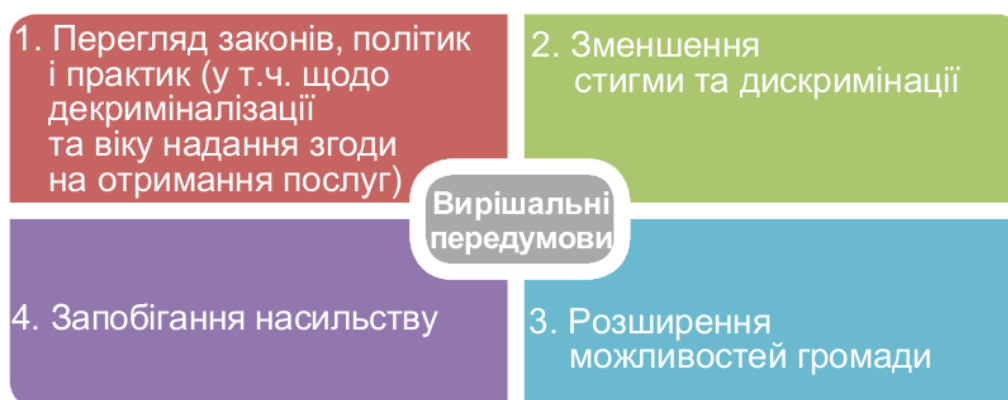 1. Перегляд законів, політик
і практик (у т.ч. щодо
декриміналізації
та віку надання згоди
на отримання послуг)
2. Зменшення
стигми та дискримінації
Вирішальні
передумови
4. Запобігання насильству
3. Розширення
можливостей громади